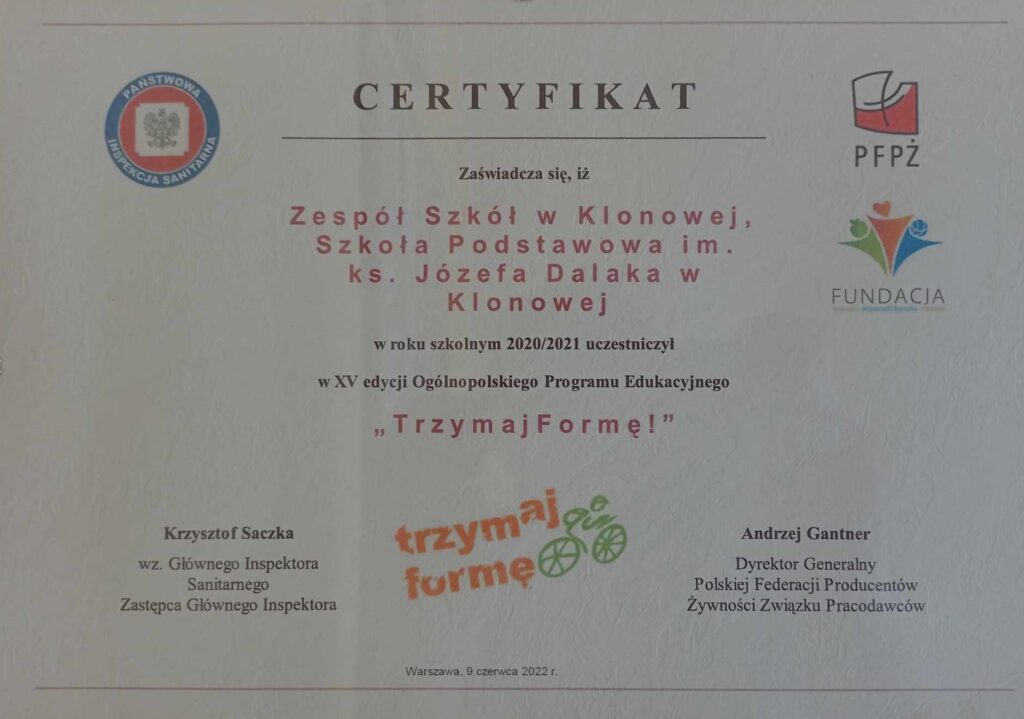 PAŃSTWOWA
INSPEKCJA SANITARNA
CERTYFIKAT
PFPŻ
Zaświadcza się, iż
Zespół Szkół w Klonowej,
Szkoła Podstawowa im.
ks. Józefa Dalaka w
Klonowej
FUNDACJA
w roku szkolnym 2020/2021 uczestniczył
w XV edycji Ogólnopolskiego Programu Edukacyjnego
„TrzymajFormę!”
trzymaj
formę
Krzysztof Saczka
wz. Głównego Inspektora
Sanitarnego
Zastępca Głównego Inspektora
Andrzej Gantner
Dyrektor Generalny
Polskiej Federacji Producentów
Żywności Związku Pracodawców
Warszawa, 9 czerwca 2022 r.